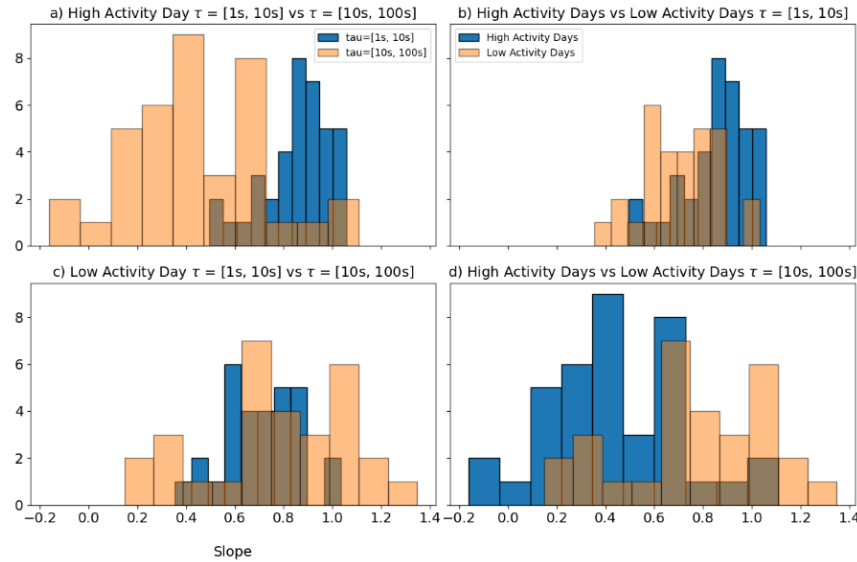 a) High Activity Day τ = [1s, 10s] vs τ = [10s, 100s]
b) High Activity Days vs Low Activity Days τ = [1s, 10s]
tau=[1s, 10s]
tau=[10s, 100s]
High Activity Days
Low Activity Days
8
6
4
2
0
c) Low Activity Day τ = [1s, 10s] vs τ = [10s, 100s]
d) High Activity Days vs Low Activity Days τ = [10s, 100s]
8
6
4
2
0
−0.2 0.0 0.2 0.4 0.6 0.8 1.0 1.2 1.4
−0.2 0.0 0.2 0.4 0.6 0.8 1.0 1.2 1.4
Slope